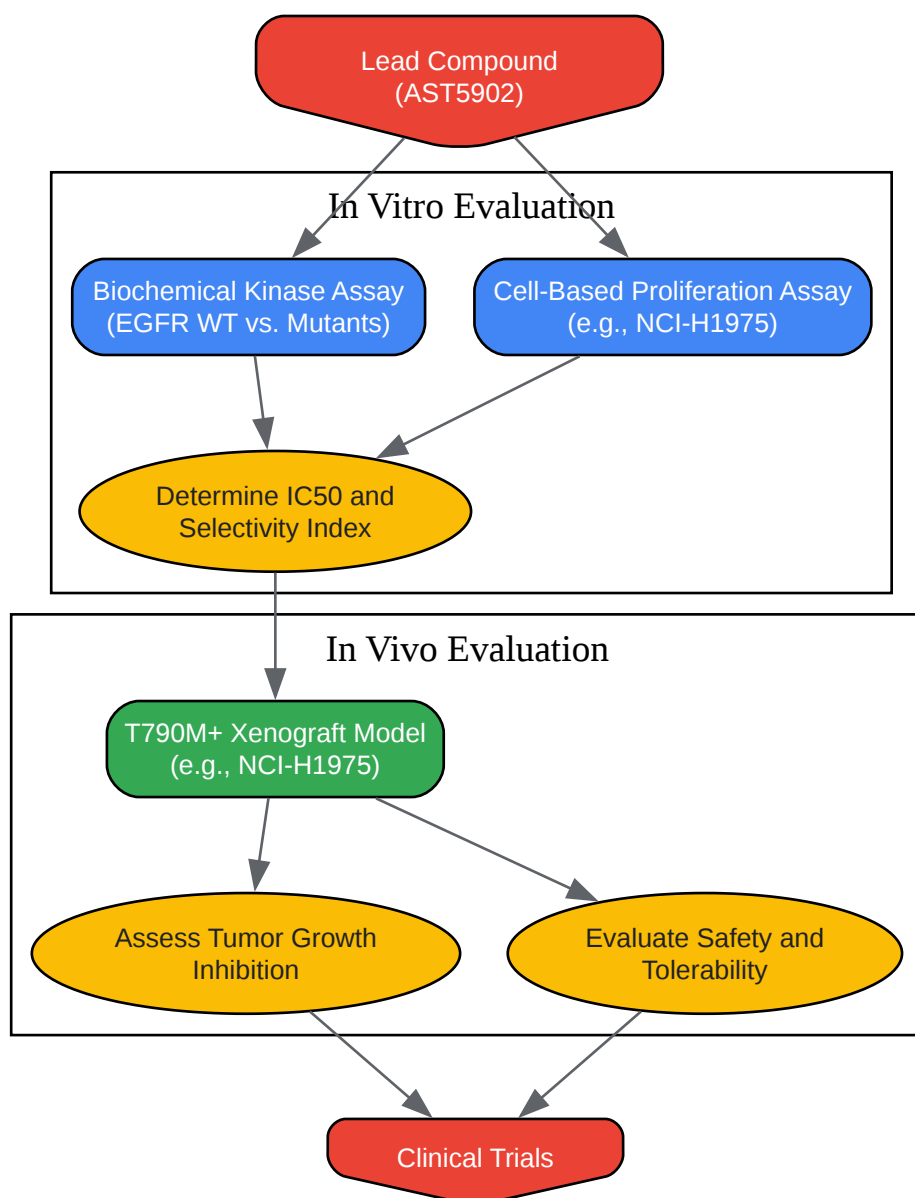 Lead Compound
(AST5902)
In Vitro Evaluation
Biochemical Kinase Assay
(EGFR WT vs. Mutants)
Cell-Based Proliferation Assay
(e.g., NCI-H1975)
Determine IC50 and
Selectivity Index
In Vivo Evaluation
T790M+ Xenograft Model
(e.g., NCI-H1975)
Assess Tumor Growth
Inhibition
Evaluate Safety and
Tolerability
Clinical Trials